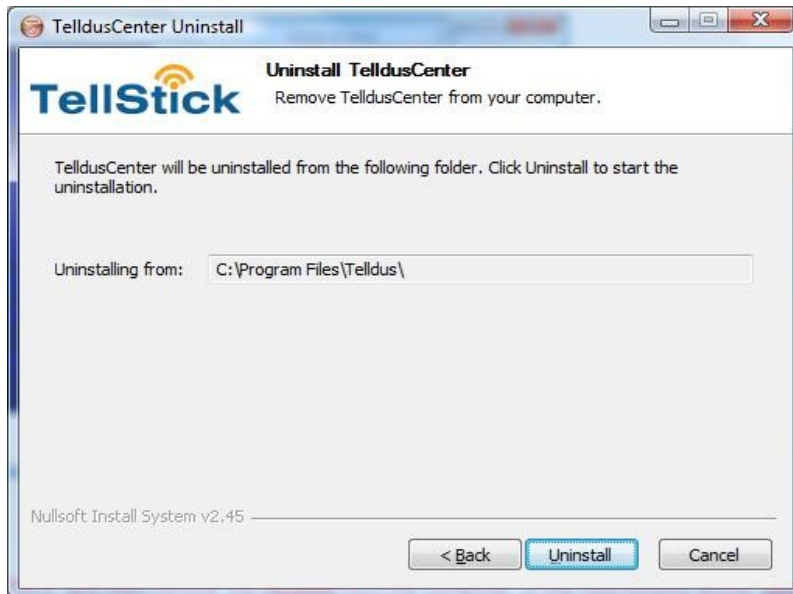 TelldusCenter Uninstall
TellStick
Uninstall TelldusCenter
Remove TelldusCenter from your computer.
TelldusCenter will be uninstalled from the following folder. Click Uninstall to start the
uninstallation.
Uninstalling from: C:\Program Files\Telldus\
Nullsoft Install System v2.45
< Back Uninstall Cancel